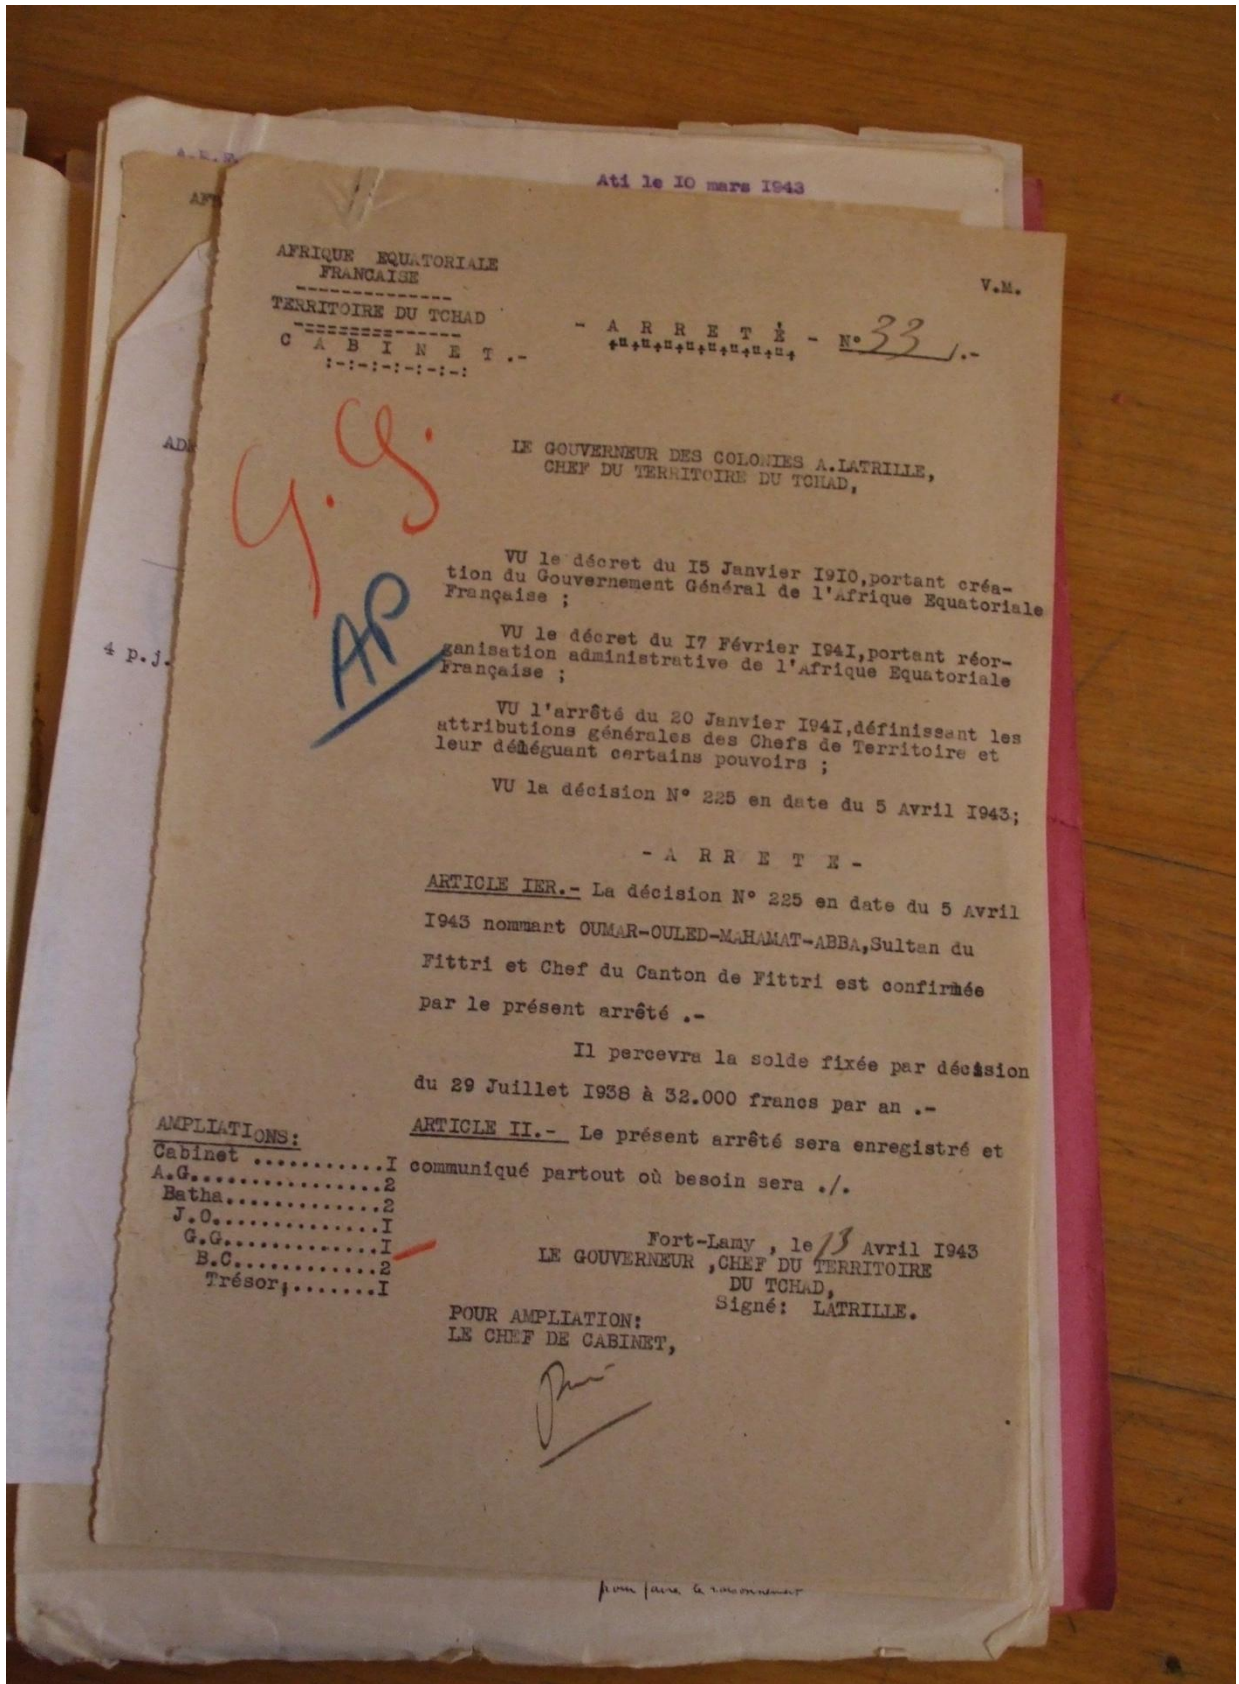 A.E.F.
Ati le I0 mars I943
AF
AFRIQUE EQUATORIALE
FRANCAISE
--------------
TERRITOIRE DU TCHAD
-=========------
C A B I N E T .-
:-:-:-:-:-:-:
V.M.
- A R R E T É - N° 33 .-
+"+"+"+"+"+"+"+"+"+
G. G.
AP
ADM
4 p.j.
LE GOUVERNEUR DES COLONIES A.LATRILLE,
CHEF DU TERRITOIRE DU TCHAD,
VU le décret du I5 Janvier I9I0,portant créa-
tion du Gouvernement Général de l'Afrique Equatoriale
Française ;
VU le décret du I7 Février I94I,portant réor-
ganisation administrative de l'Afrique Equatoriale
Française ;
VU l'arrêté du 20 Janvier I94I,définissant les
attributions générales des Chefs de Territoire et
leur déléguant certains pouvoirs ;
VU la décision N° 225 en date du 5 Avril I943;
- A R R E T E -
ARTICLE IER.- La décision N° 225 en date du 5 Avril
I943 nommant OUMAR-OULED-MAHAMAT-ABBA,Sultan du
Fittri et Chef du Canton de Fittri est confirmée
par le présent arrêté .-
Il percevra la solde fixée par décision
du 29 Juillet I938 à 32.000 francs par an .-
ARTICLE II.- Le présent arrêté sera enregistré et
communiqué partout où besoin sera ./.
AMPLIATIONS:
Cabinet ...........I
A.G................2
Batha.............2
J.O..............I
G.G.............I
B.C............2
Trésor,.......I
Fort-Lamy , le 13 Avril I943
LE GOUVERNEUR ,CHEF DU TERRITOIRE
DU TCHAD,
Signé: LATRILLE.
POUR AMPLIATION:
LE CHEF DE CABINET,
pour faire le raisonnement